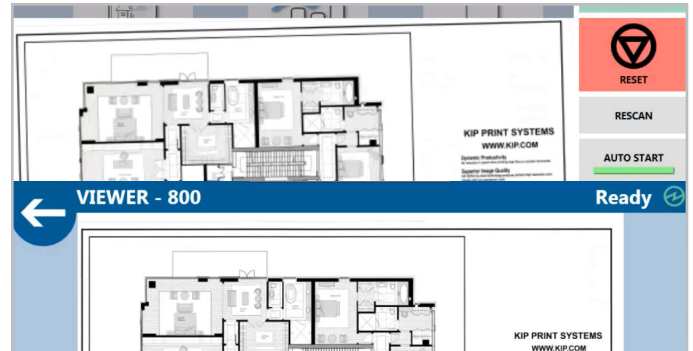 RESET
RESCAN
AUTO START
KIP PRINT SYSTEMS
WWW.KIP.COM
Dynamic Productivity
Superior Image Quality
VIEWER - 800
Ready
KIP PRINT SYSTEMS
WWW.KIP.COM